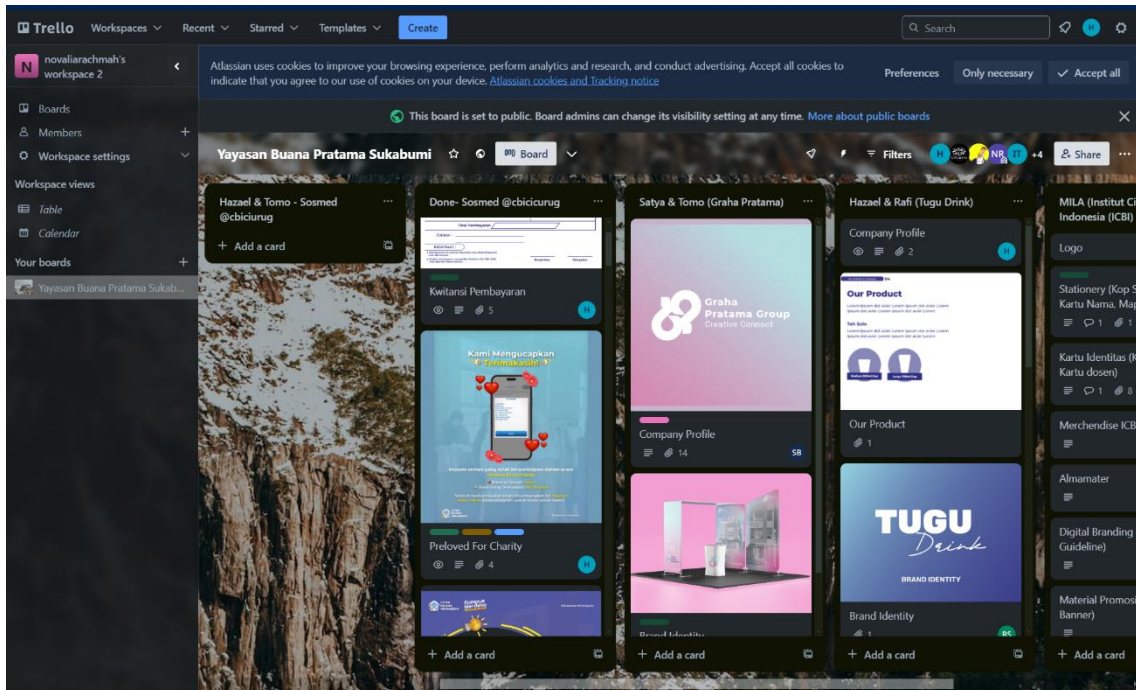 Trello
Workspaces
Recent
Starred
Templates
Create
Search
H
N
novaliarachmah's
workspace 2
Atlassian uses cookies to improve your browsing experience, perform analytics and research, and conduct advertising. Accept all cookies to
indicate that you agree to our use of cookies on your device. Atlassian cookies and Tracking notice
Preferences
Only necessary
Accept all
Boards
Members
Workspace settings
Workspace views
Table
Calendar
Your boards
Yayasan Buana Pratama Sukab...
This board is set to public. Board admins can change its visibility setting at any time. More about public boards
Yayasan Buana Pratama Sukabumi
Board
Filters
H
NR
IT
+4
Share
Hazael & Tomo - Sosmed
@cbicirug
+ Add a card
Done- Sosmed @cbicicurug
Kwitansi Pembayaran
5
H
Kami Mengucapkan
Terimakasih!
Preloved For Charity
4
H
+ Add a card
Satya & Tomo (Graha Pratama)
Graha
Pratama Group
Creative Connect
Company Profile
14
SB
Brand Identity
+ Add a card
Hazael & Rafi (Tugu Drink)
Company Profile
2
H
Our Product
Our Product
1
TUGU
Drink
BRAND IDENTITY
Brand Identity
1
RS
+ Add a card
MILA (Institut Ci
Indonesia (ICBI)
Logo
Stationery (Kop S
Kartu Nama, Map
1
1
Kartu Identitas (K
Kartu dosen)
1
8
Merchendise ICB
Almamater
Digital Branding
Guideline)
Material Promosi
Banner)
+ Add a card